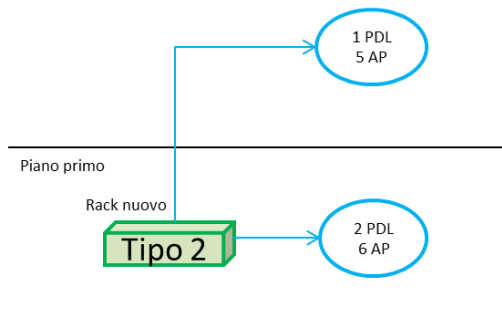 1 PDL
5 AP
Piano primo
Rack nuovo
Tipo 2
2 PDL
6 AP